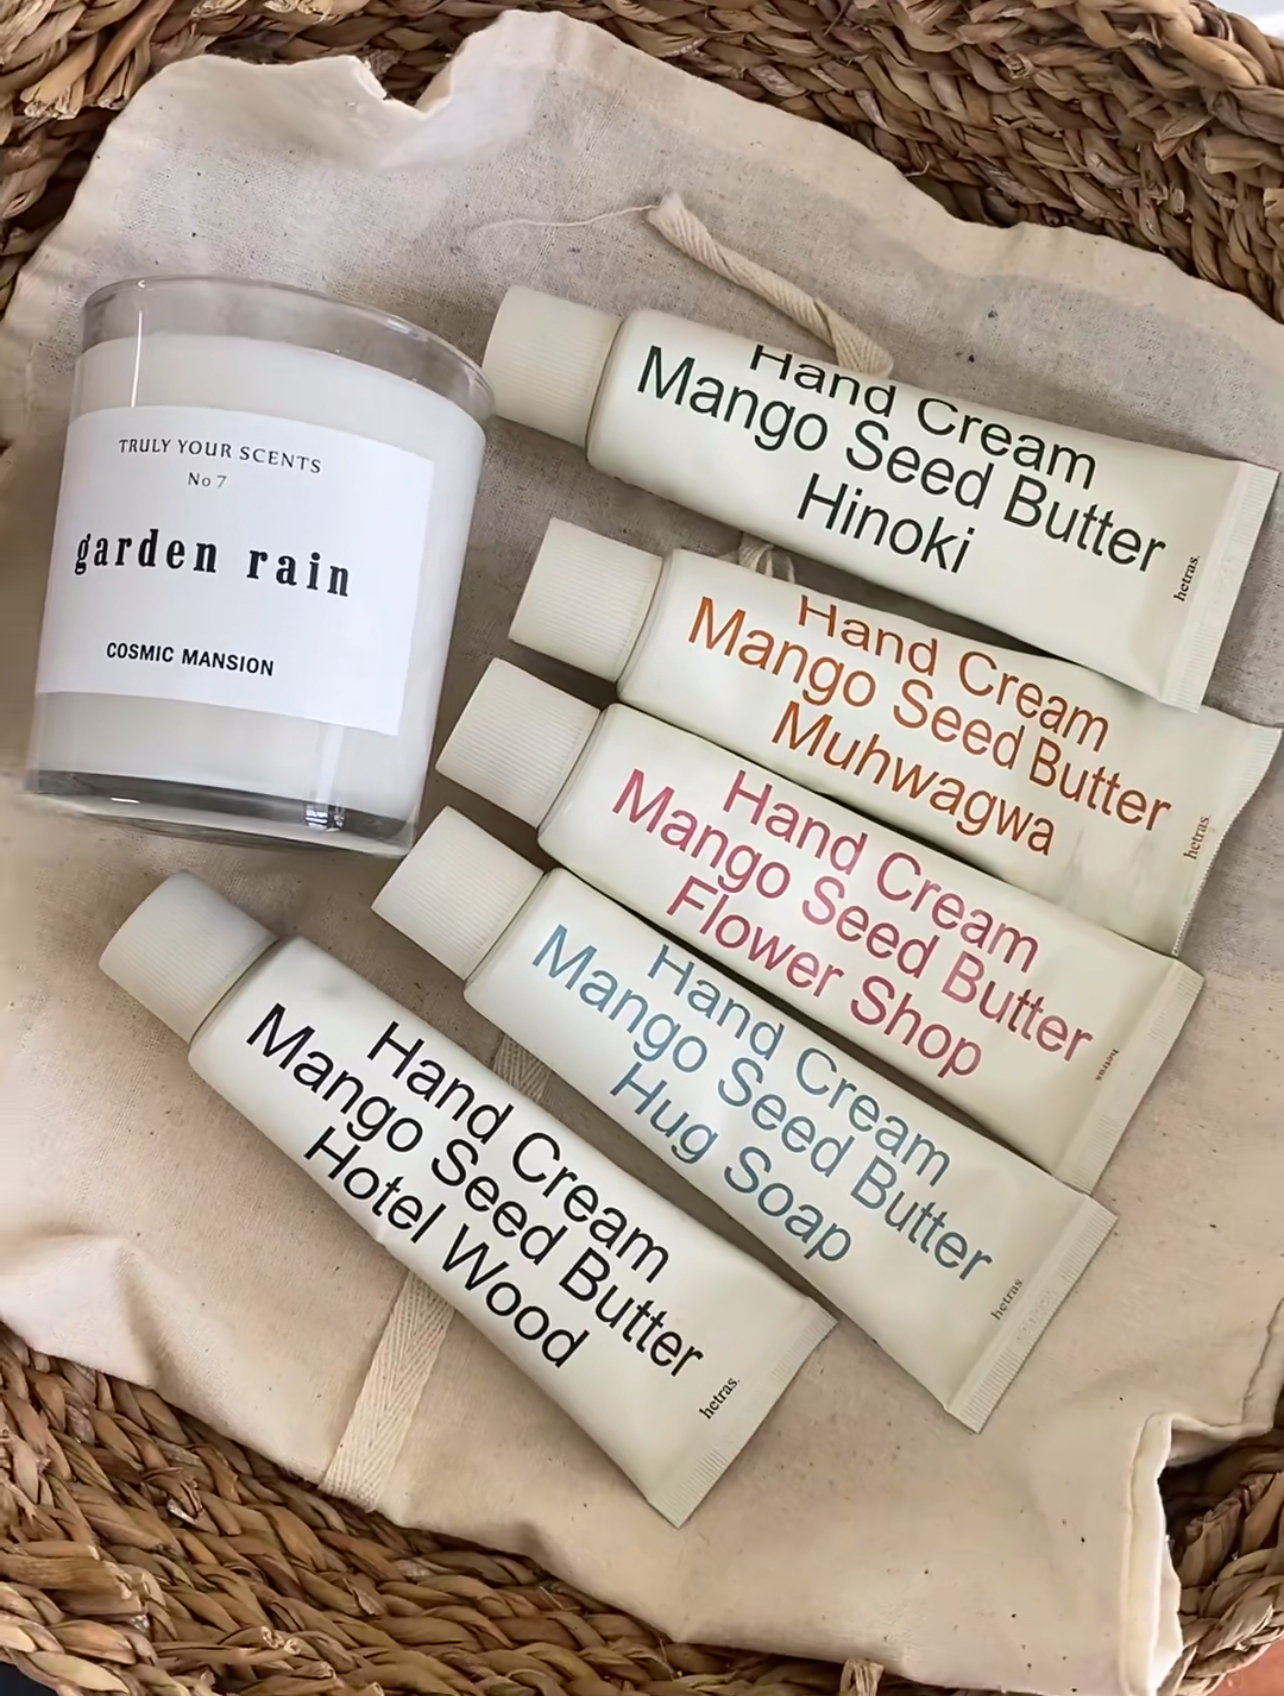 TRULY YOUR SCENTS
No 7
garden rain
COSMIC MANSION
Hand Cream
Mango Seed Butter
Hinoki
hetras.
Hand Cream
Mango Seed Butter
Muhwagwa
hetras
Hand Cream
Mango Seed Butter
Flower Shop
hetras
Hand Cream
Mango Seed Butter
Hug Soap
hetras
Hand Cream
Mango Seed Butter
Hotel Wood
hetras.